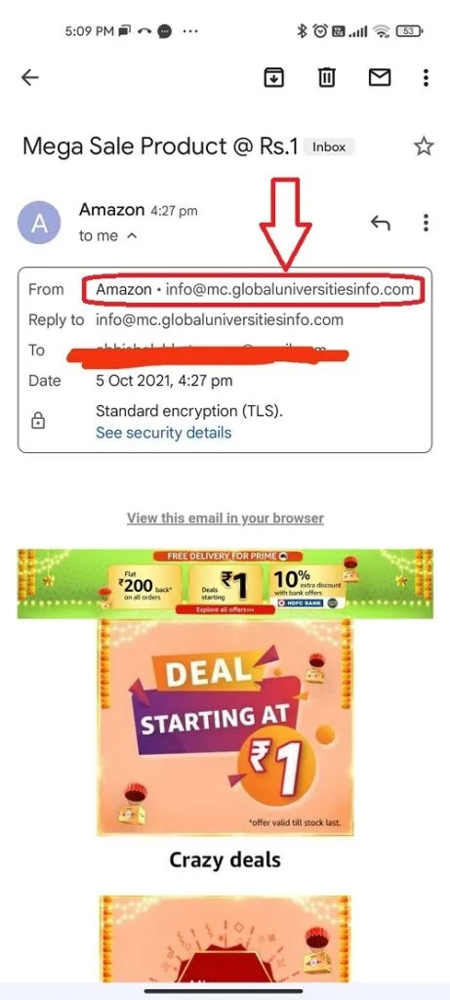 5:09 PM
53
Mega Sale Product @ Rs.1 Inbox
A
Amazon 4:27 pm
to me
From Amazon • info@mc.globaluniversitiesinfo.com
Reply to info@mc.globaluniversitiesinfo.com
To
Date 5 Oct 2021, 4:27 pm
Standard encryption (TLS).
See security details
View this email in your browser
FREE DELIVERY FOR PRIME
Flat
₹200 back*
on all orders
Deals
starting
₹1
10%
extra discount
with bank offers
HDFC BANK
Explore all offers›››
DEAL
STARTING AT
₹1
*offer valid till stock last.
Crazy deals